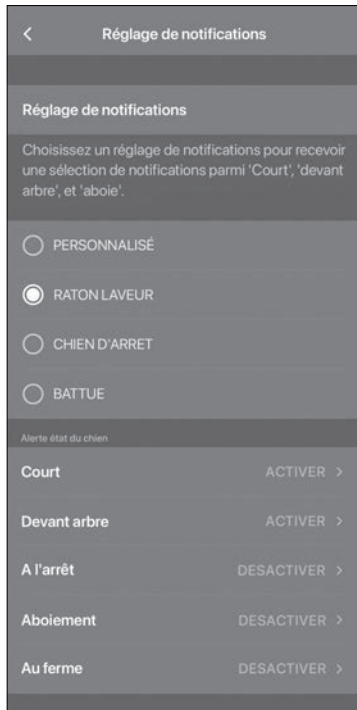 Réglage de notifications
Réglage de notifications
Choisissez un réglage de notifications pour recevoir
une sélection de notifications parmi 'Court', 'devant
arbre', et 'aboie'.
PERSONNALISÉ
RATON LAVEUR
CHIEN D'ARRET
BATTUE
Alerte état du chien
Court ACTIVER >
Devant arbre ACTIVER >
A l'arrêt DESACTIVER >
Aboiement DESACTIVER >
Au ferme DESACTIVER >